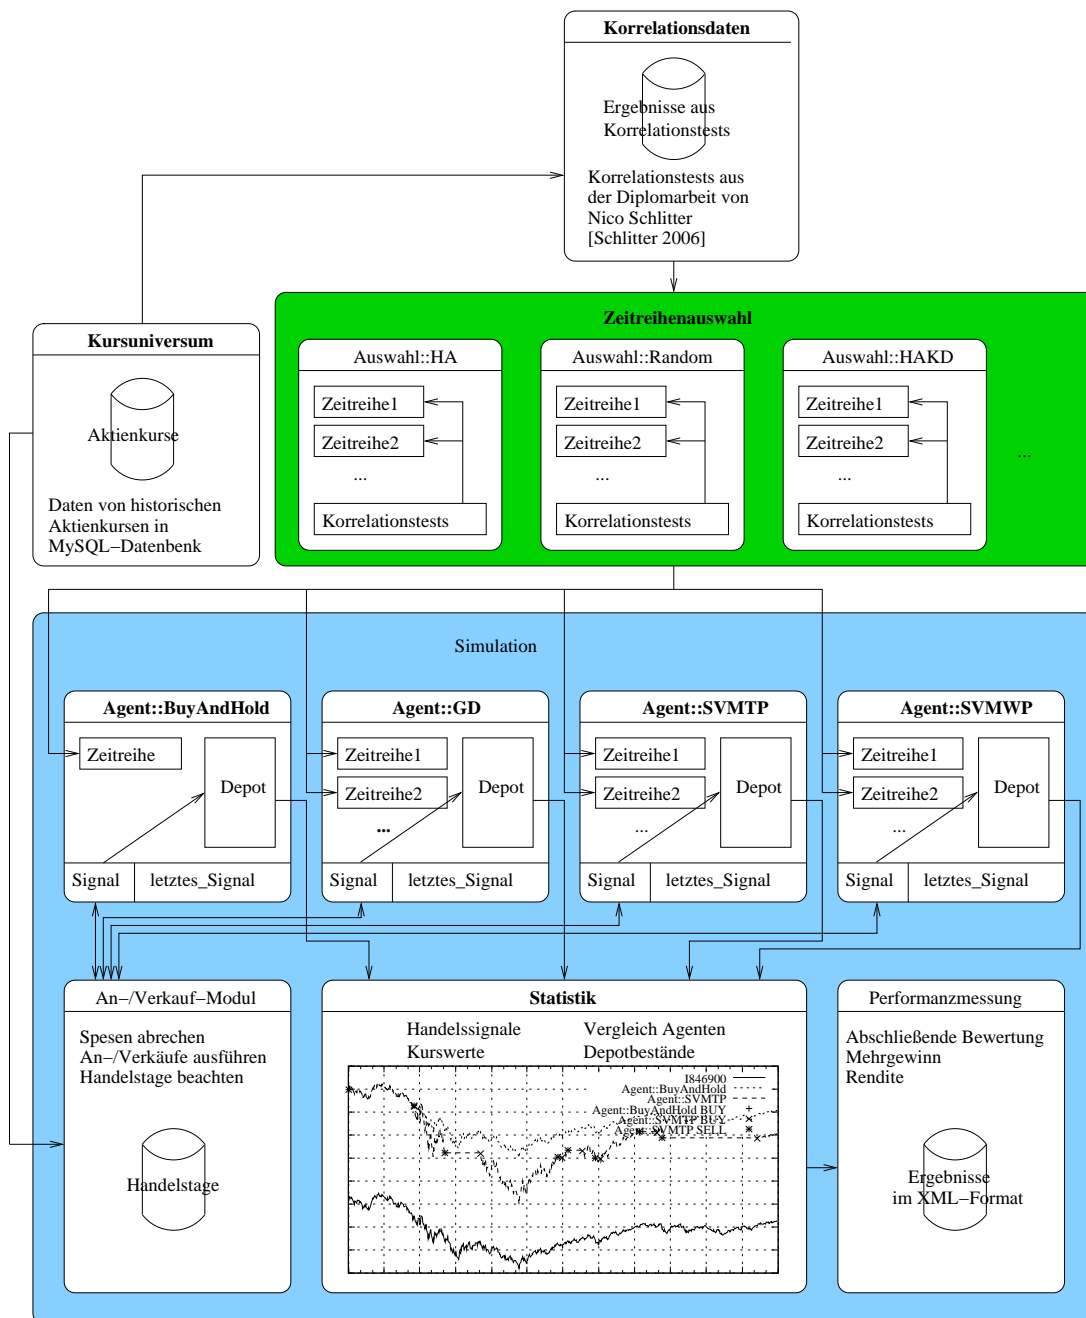 Korrelationsdaten
Ergebnisse aus
Korrelationstests
Korrelationstests aus
der Diplomarbeit von
Nico Schlitter
[Schlitter 2006]
Kursuniversum
Aktienkurse
Daten von historischen
Aktienkursen in
MySQL−Datenbenk
Zeitreihenauswahl
Auswahl::HA
Zeitreihe1
Zeitreihe2
...
Korrelationstests
Auswahl::Random
Zeitreihe1
Zeitreihe2
...
Korrelationstests
Auswahl::HAKD
Zeitreihe1
Zeitreihe2
...
Korrelationstests
...
Simulation
Agent::BuyAndHold
Zeitreihe
Depot
Signal
letztes_Signal
Agent::GD
Zeitreihe1
Zeitreihe2
...
Depot
Signal
letztes_Signal
Agent::SVMTP
Zeitreihe1
Zeitreihe2
...
Depot
Signal
letztes_Signal
Agent::SVMWP
Zeitreihe1
Zeitreihe2
...
Depot
Signal
letztes_Signal
An−/Verkauf−Modul
Spesen abrechen
An−/Verkäufe ausführen
Handelstage beachten
Handelstage
Statistik
Handelssignale
Kurswerte
Vergleich Agenten
Depotbestände
I846900
Agent::BuyAndHold
Agent::SVMTP
Agent::BuyAndHold BUY
Agent::SVMTP BUY
Agent::SVMTP SELL
Performanzmessung
Abschließende Bewertung
Mehrgewinn
Rendite
Ergebnisse
im XML−Format